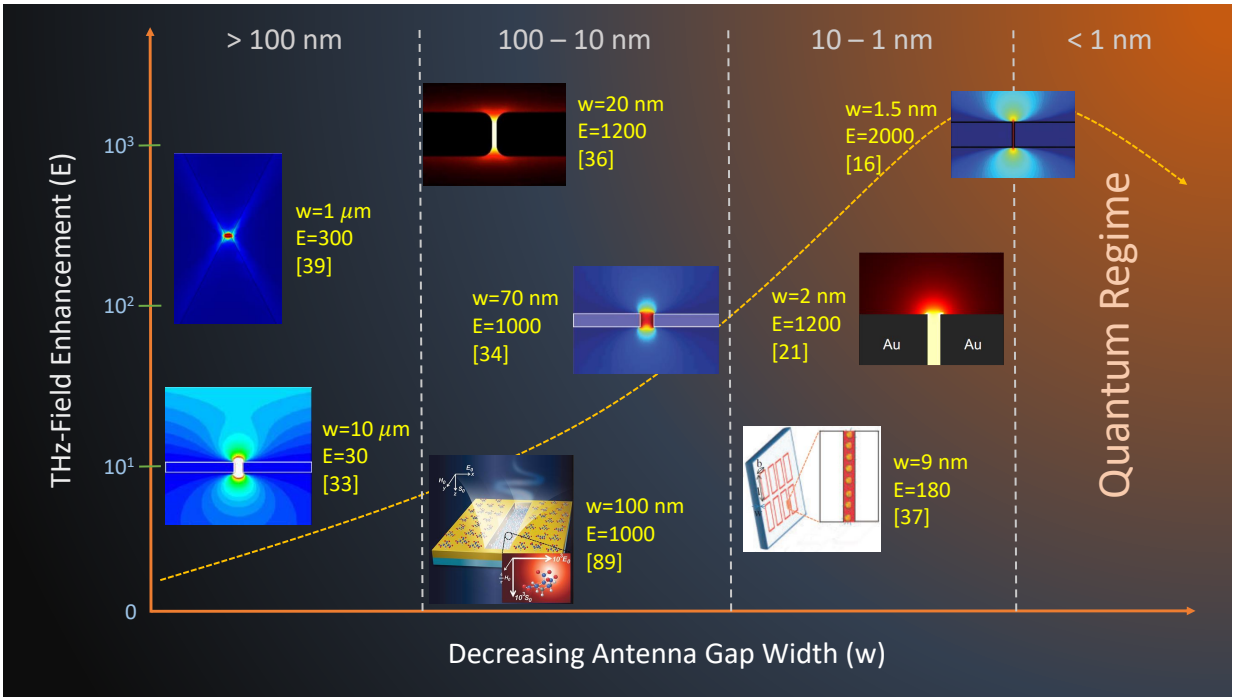 > 100 nm
100 – 10 nm
10 – 1 nm
< 1 nm
THz-Field Enhancement (E)
10³
10²
10¹
0
w=1 μm
E=300
[39]
w=10 μm
E=30
[33]
w=20 nm
E=1200
[36]
w=70 nm
E=1000
[34]
w=100 nm
E=1000
[89]
w=1.5 nm
E=2000
[16]
w=2 nm
E=1200
[21]
Au
Au
w=9 nm
E=180
[37]
Quantum Regime
Decreasing Antenna Gap Width (w)